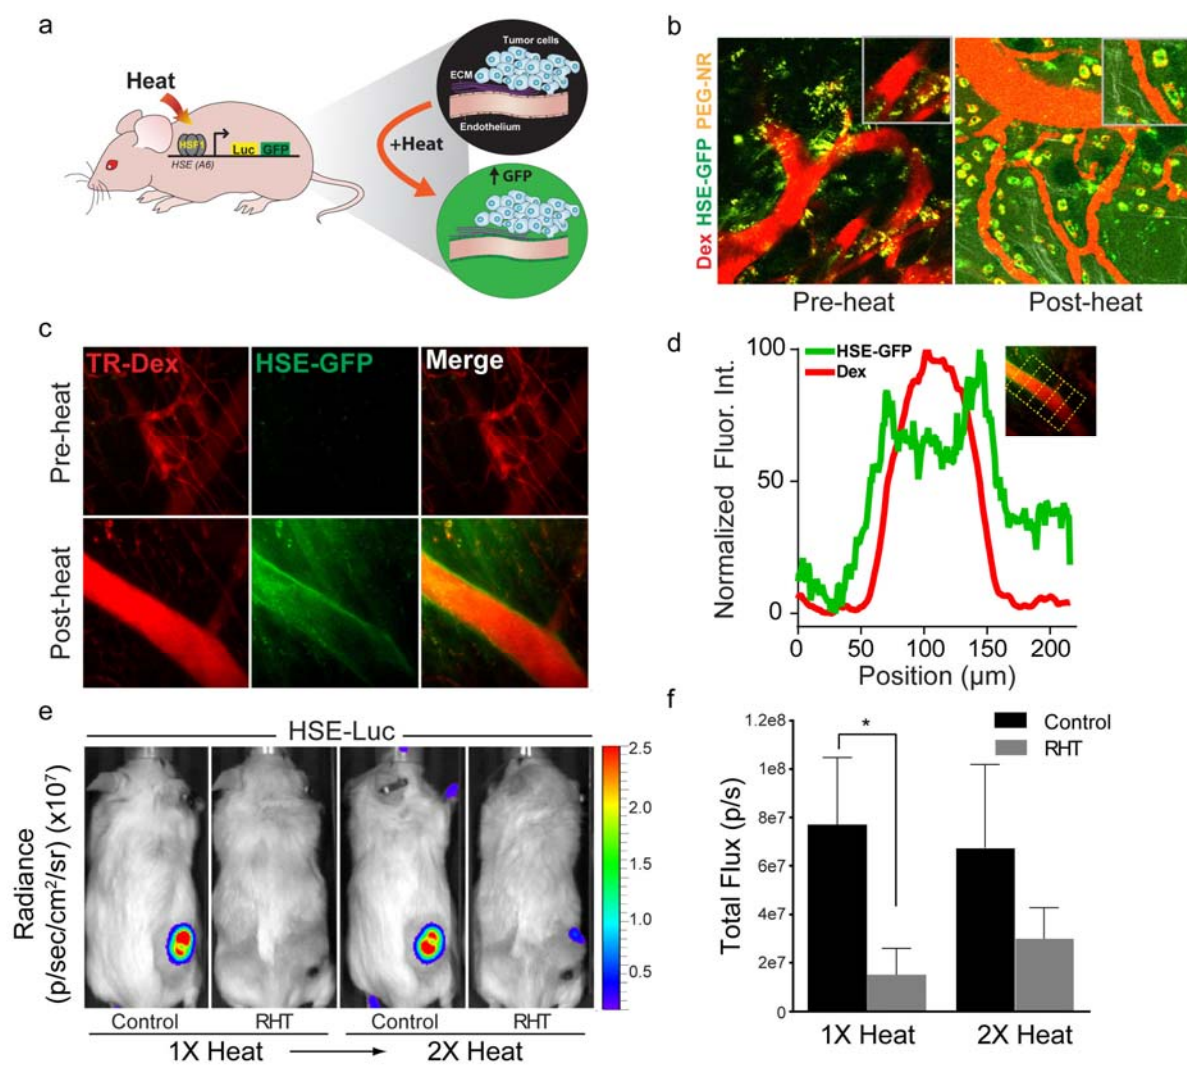 a
Heat
HSF1
HSE (A6)
Luc
GFP
Tumor cells
ECM
Endothelium
+Heat
GFP
b
Dex HSE-GFP PEG-NR
Pre-heat
Post-heat
c
TR-Dex
HSE-GFP
Merge
Pre-heat
Post-heat
d
HSE-GFP
Dex
Normalized Fluor. Int.
100
50
0
0
50
100
150
200
Position (µm)
e
HSE-Luc
Radiance
(p/sec/cm²/sr) (x10⁷)
2.5
2.0
1.5
1.0
0.5
Control
RHT
Control
RHT
1X Heat
2X Heat
f
Control
RHT
*
Total Flux (p/s)
1.2e8
1e8
8e7
6e7
4e7
2e7
0
1X Heat
2X Heat